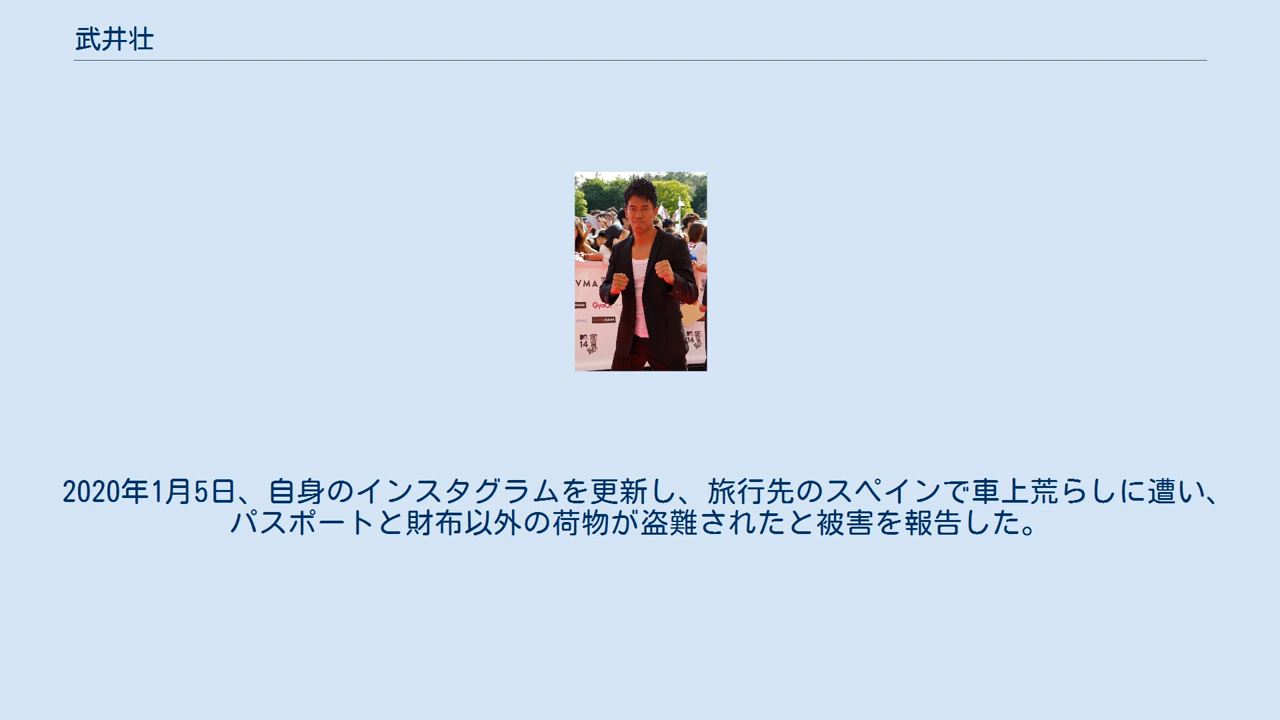 武井壮
VMA
GyaO!
14
2020年1月5日、自身のインスタグラムを更新し、旅行先のスペインで車上荒らしに遭い、
パスポートと財布以外の荷物が盗難されたと被害を報告した。